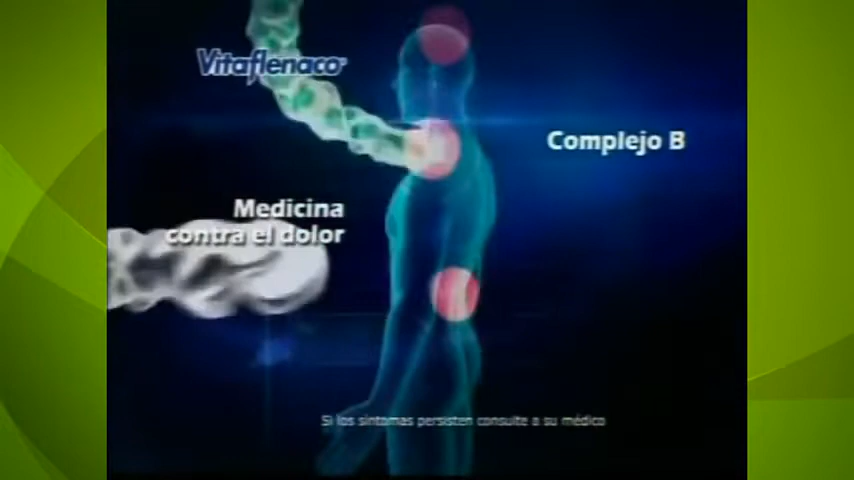 Vitaflenaco
Complejo B
Medicina
contra el dolor
Si los síntomas persisten consulte a su médico